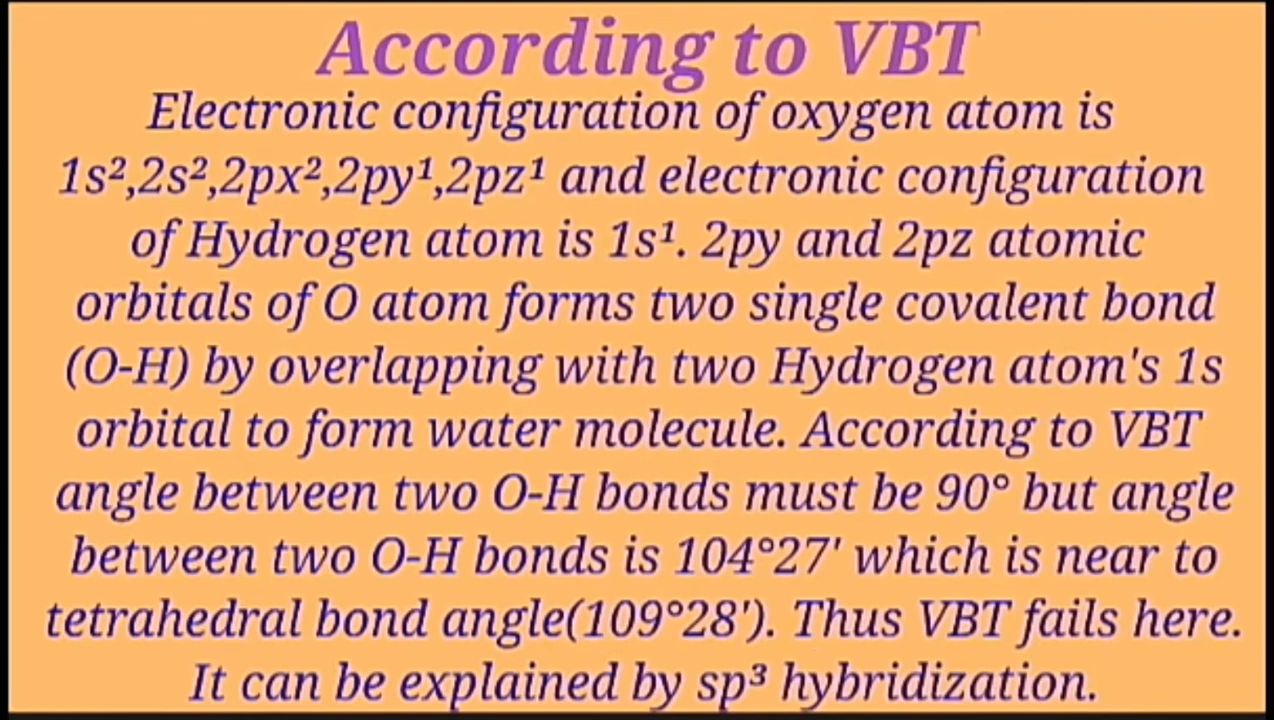 According to VBT
Electronic configuration of oxygen atom is
1s²,2s²,2px²,2py¹,2pz¹ and electronic configuration
of Hydrogen atom is 1s¹. 2py and 2pz atomic
orbitals of O atom forms two single covalent bond
(O-H) by overlapping with two Hydrogen atom's 1s
orbital to form water molecule. According to VBT
angle between two O-H bonds must be 90° but angle
between two O-H bonds is 104°27' which is near to
tetrahedral bond angle(109°28'). Thus VBT fails here.
It can be explained by sp³ hybridization.